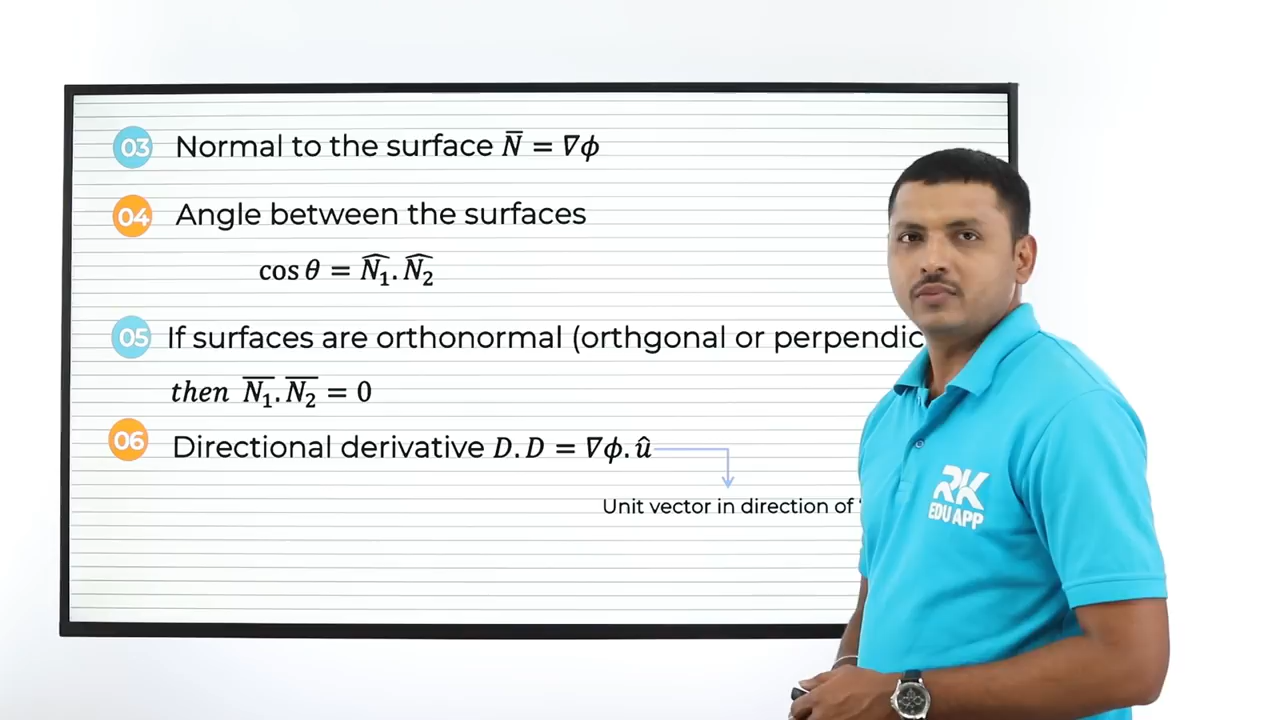 03 Normal to the surface N̅ = ∇ϕ
04 Angle between the surfaces
cos θ = N̂₁. N̂₂
05 If surfaces are orthonormal (orthgonal or
then N̅₁. N̅₂ = 0
06 Directional derivative D. D = ∇ϕ. û
Unit vector in direction of
RK
EDU APP